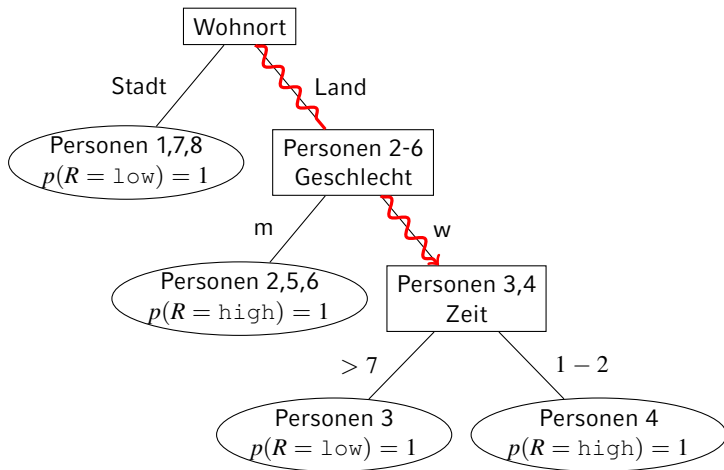 Wohnort
Stadt
Land
Personen 1,7,8
p(R = low) = 1
Personen 2-6
Geschlecht
m
w
Personen 2,5,6
p(R = high) = 1
Personen 3,4
Zeit
> 7
1 − 2
Personen 3
p(R = low) = 1
Personen 4
p(R = high) = 1